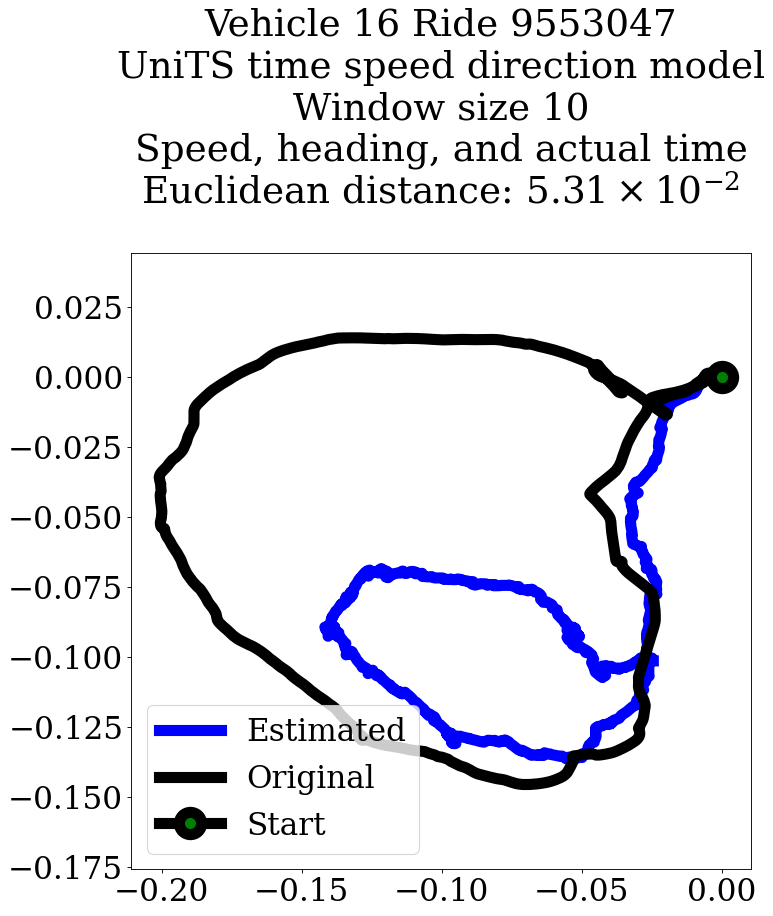 Vehicle 16 Ride 9553047
UniTS time speed direction model
Window size 10
Speed, heading, and actual time
Euclidean distance: 5.31 × 10⁻²
0.025
0.000
−0.025
−0.050
−0.075
−0.100
−0.125
−0.150
−0.175
Estimated
Original
Start
−0.20 −0.15 −0.10 −0.05 0.00